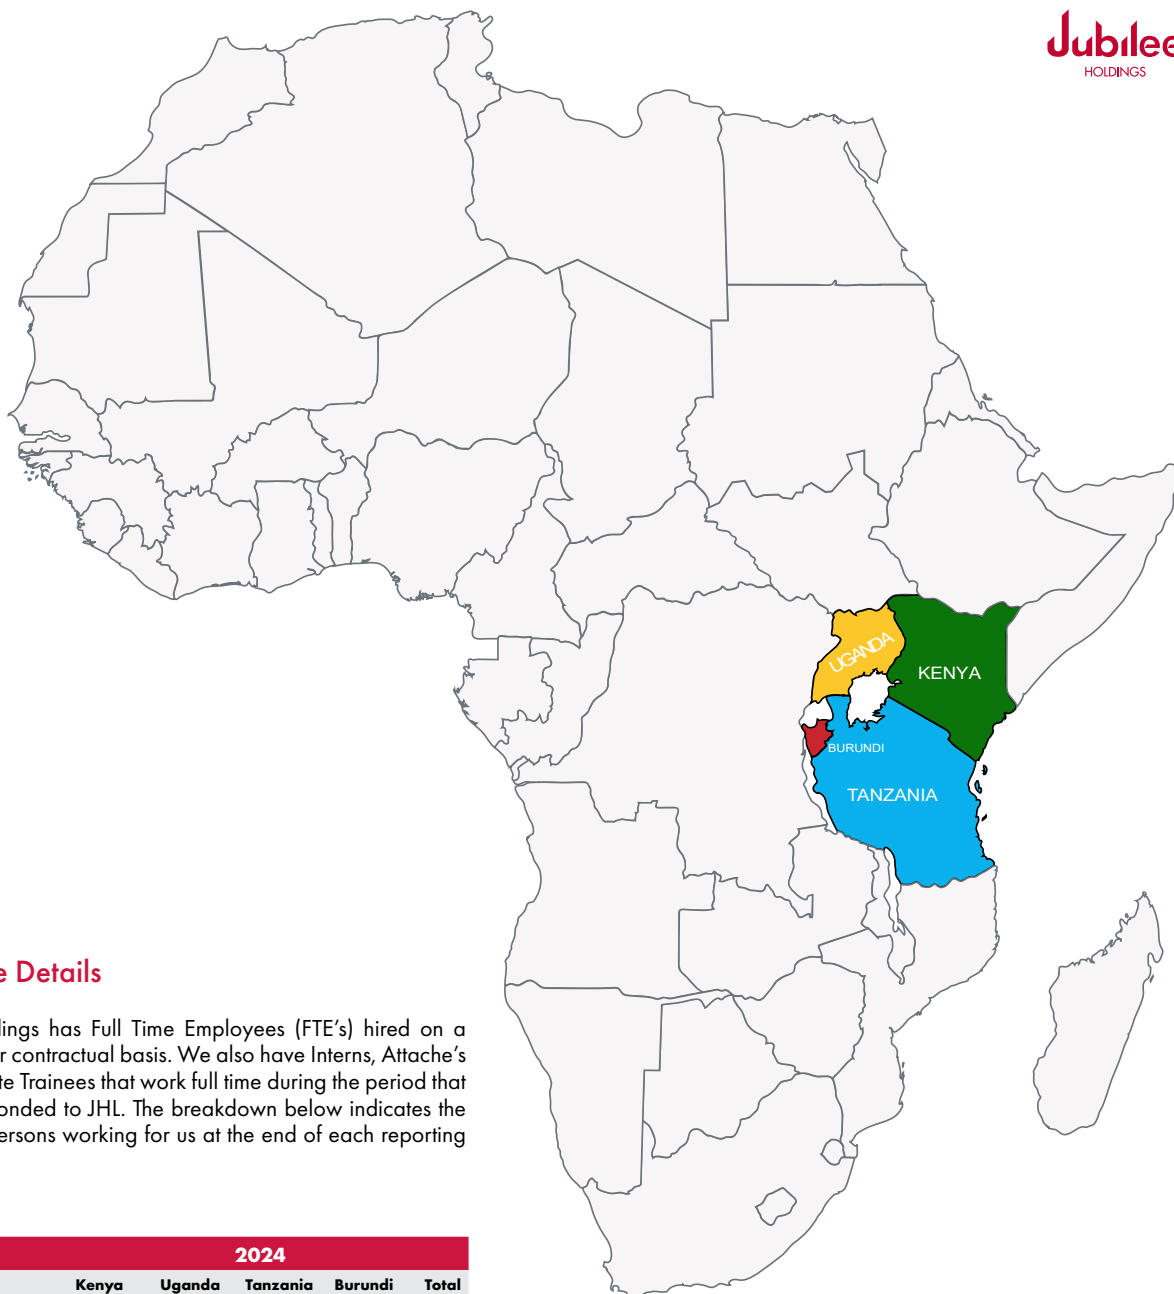 Jubilee
HOLDINGS
UGANDA
KENYA
BURUNDI
TANZANIA
e Details
lings has Full Time Employees (FTE's) hired on a
r contractual basis. We also have Interns, Attache's
te Trainees that work full time during the period that
onded to JHL. The breakdown below indicates the
ersons working for us at the end of each reporting
2024
Kenya Uganda Tanzania Burundi Total